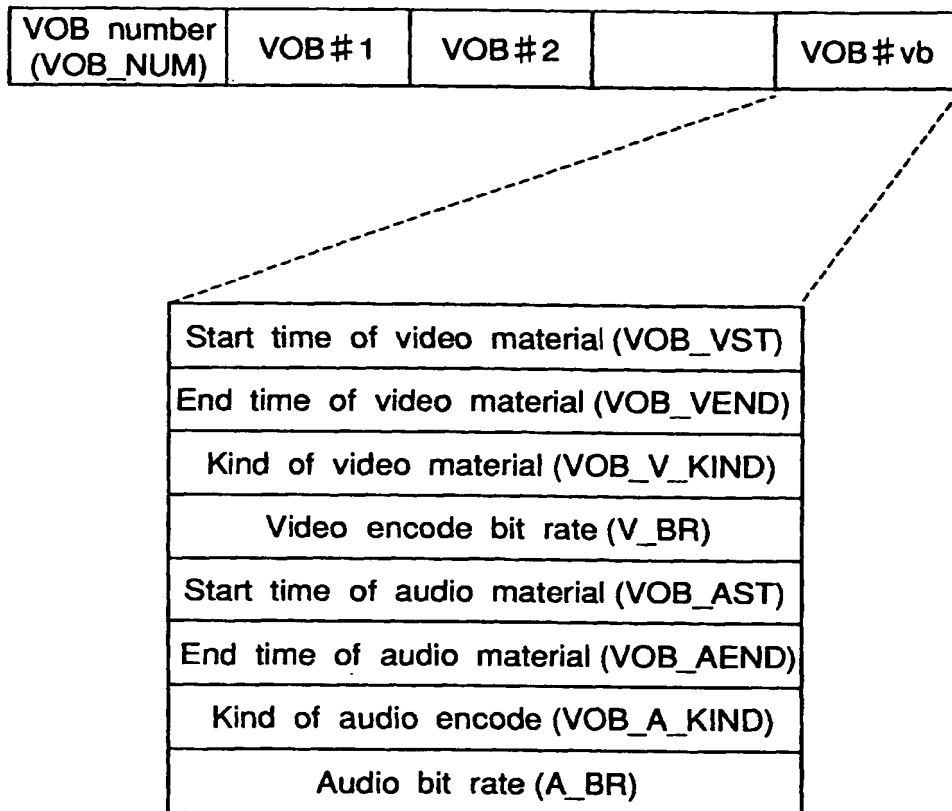 VOB number
(VOB_NUM)
VOB#1
VOB#2
VOB#vb
Start time of video material (VOB_VST)
End time of video material (VOB_VEND)
Kind of video material (VOB_V_KIND)
Video encode bit rate (V_BR)
Start time of audio material (VOB_AST)
End time of audio material (VOB_AEND)
Kind of audio encode (VOB_A_KIND)
Audio bit rate (A_BR)